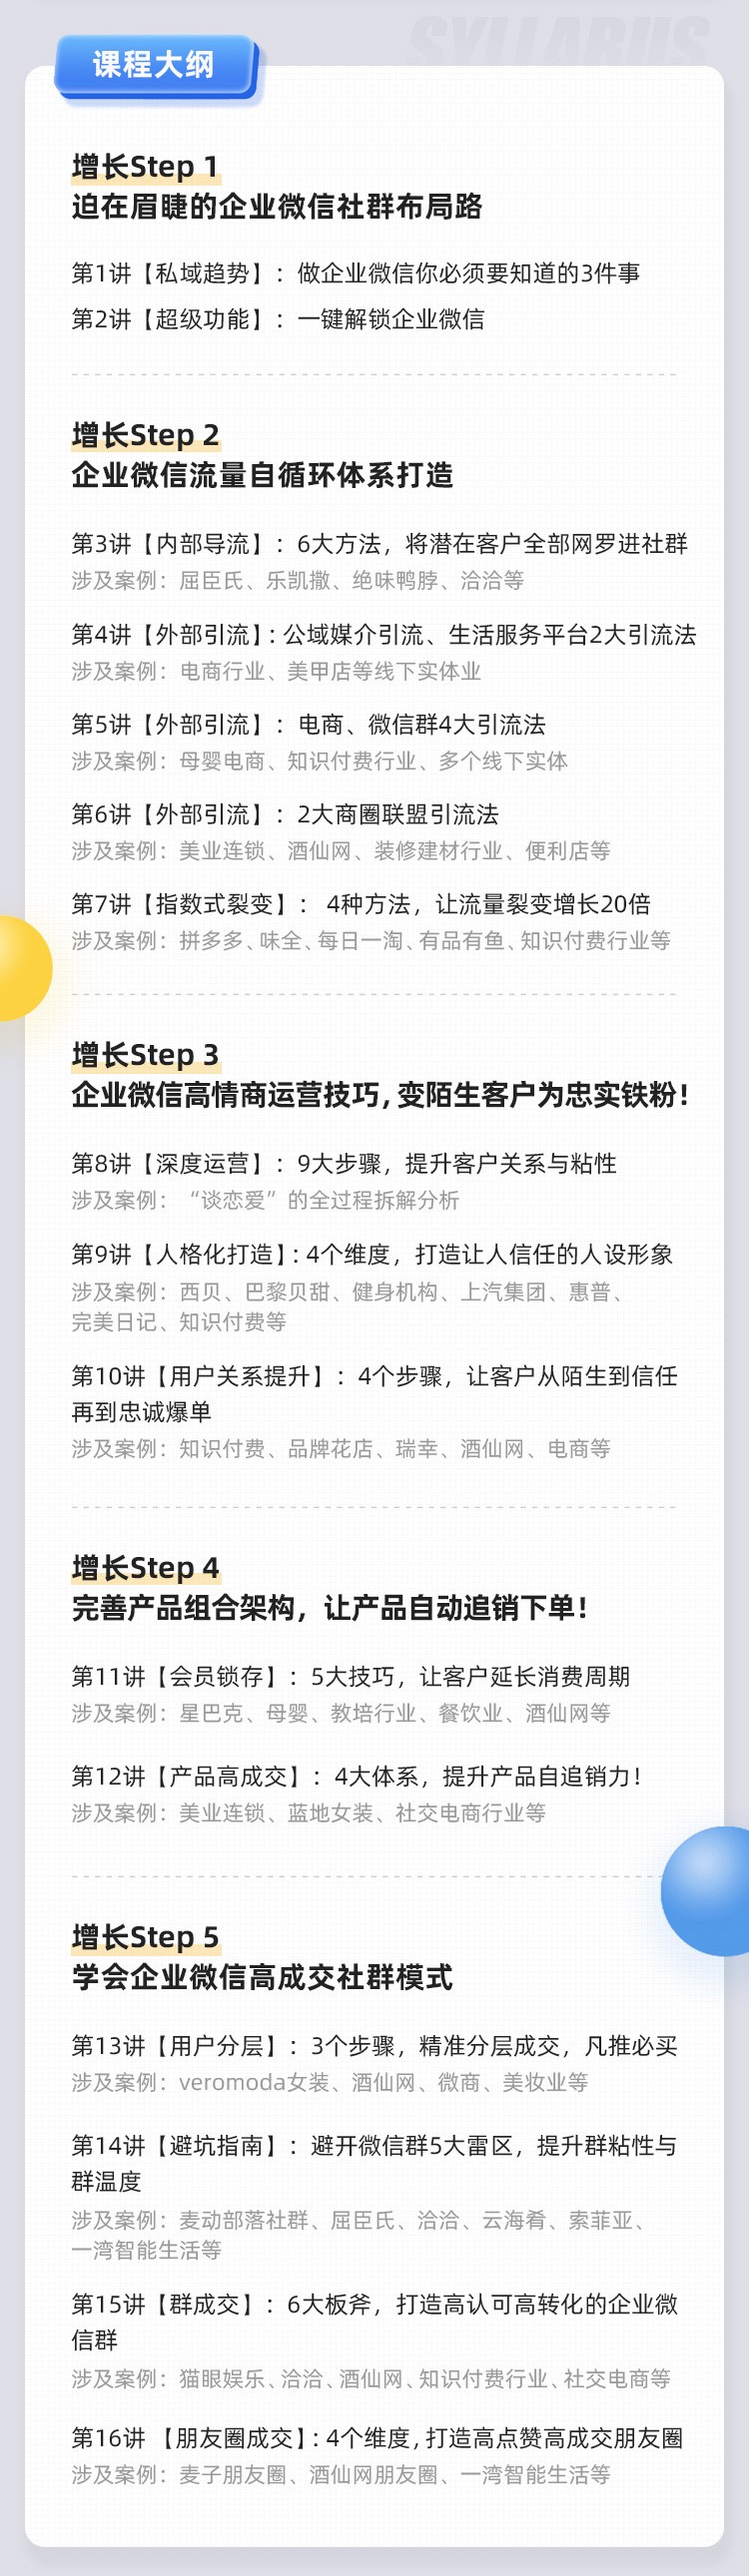 SYLLABUS
课程大纲
增长Step 1
迫在眉睫的企业微信社群布局路
第1讲【私域趋势】：做企业微信你必须要知道的3件事
第2讲【超级功能】：一键解锁企业微信
增长Step 2
企业微信流量自循环体系打造
第3讲【内部导流】：6大方法，将潜在客户全部网罗进社群
涉及案例：屈臣氏、乐凯撒、绝味鸭脖、洽洽等
第4讲【外部引流】：公域媒介引流、生活服务平台2大引流法
涉及案例：电商行业、美甲店等线下实体业
第5讲【外部引流】：电商、微信群4大引流法
涉及案例：母婴电商、知识付费行业、多个线下实体
第6讲【外部引流】：2大商圈联盟引流法
涉及案例：美业连锁、酒仙网、装修建材行业、便利店等
第7讲【指数式裂变】： 4种方法，让流量裂变增长20倍
涉及案例：拼多多、味全、每日一淘、有品有鱼、知识付费行业等
增长Step 3
企业微信高情商运营技巧，变陌生客户为忠实铁粉！
第8讲【深度运营】：9大步骤，提升客户关系与粘性
涉及案例：“谈恋爱”的全过程拆解分析
第9讲【人格化打造】：4个维度，打造让人信任的人设形象
涉及案例：西贝、巴黎贝甜、健身机构、上汽集团、惠普、
完美日记、知识付费等
第10讲【用户关系提升】：4个步骤，让客户从陌生到信任
再到忠诚爆单
涉及案例：知识付费、品牌花店、瑞幸、酒仙网、电商等
增长Step 4
完善产品组合架构，让产品自动追销下单！
第11讲【会员锁存】：5大技巧，让客户延长消费周期
涉及案例：星巴克、母婴、教培行业、餐饮业、酒仙网等
第12讲【产品高成交】：4大体系，提升产品自追销力！
涉及案例：美业连锁、蓝地女装、社交电商行业等
增长Step 5
学会企业微信高成交社群模式
第13讲【用户分层】：3个步骤，精准分层成交，凡推必买
涉及案例：veromoda女装、酒仙网、微商、美妆业等
第14讲【避坑指南】：避开微信群5大雷区，提升群粘性与
群温度
涉及案例：麦动部落社群、屈臣氏、洽洽、云海肴、索菲亚、
一湾智能生活等
第15讲【群成交】：6大板斧，打造高认可高转化的企业微
信群
涉及案例：猫眼娱乐、洽洽、酒仙网、知识付费行业、社交电商等
第16讲 【朋友圈成交】：4个维度，打造高点赞高成交朋友圈
涉及案例：麦子朋友圈、酒仙网朋友圈、一湾智能生活等